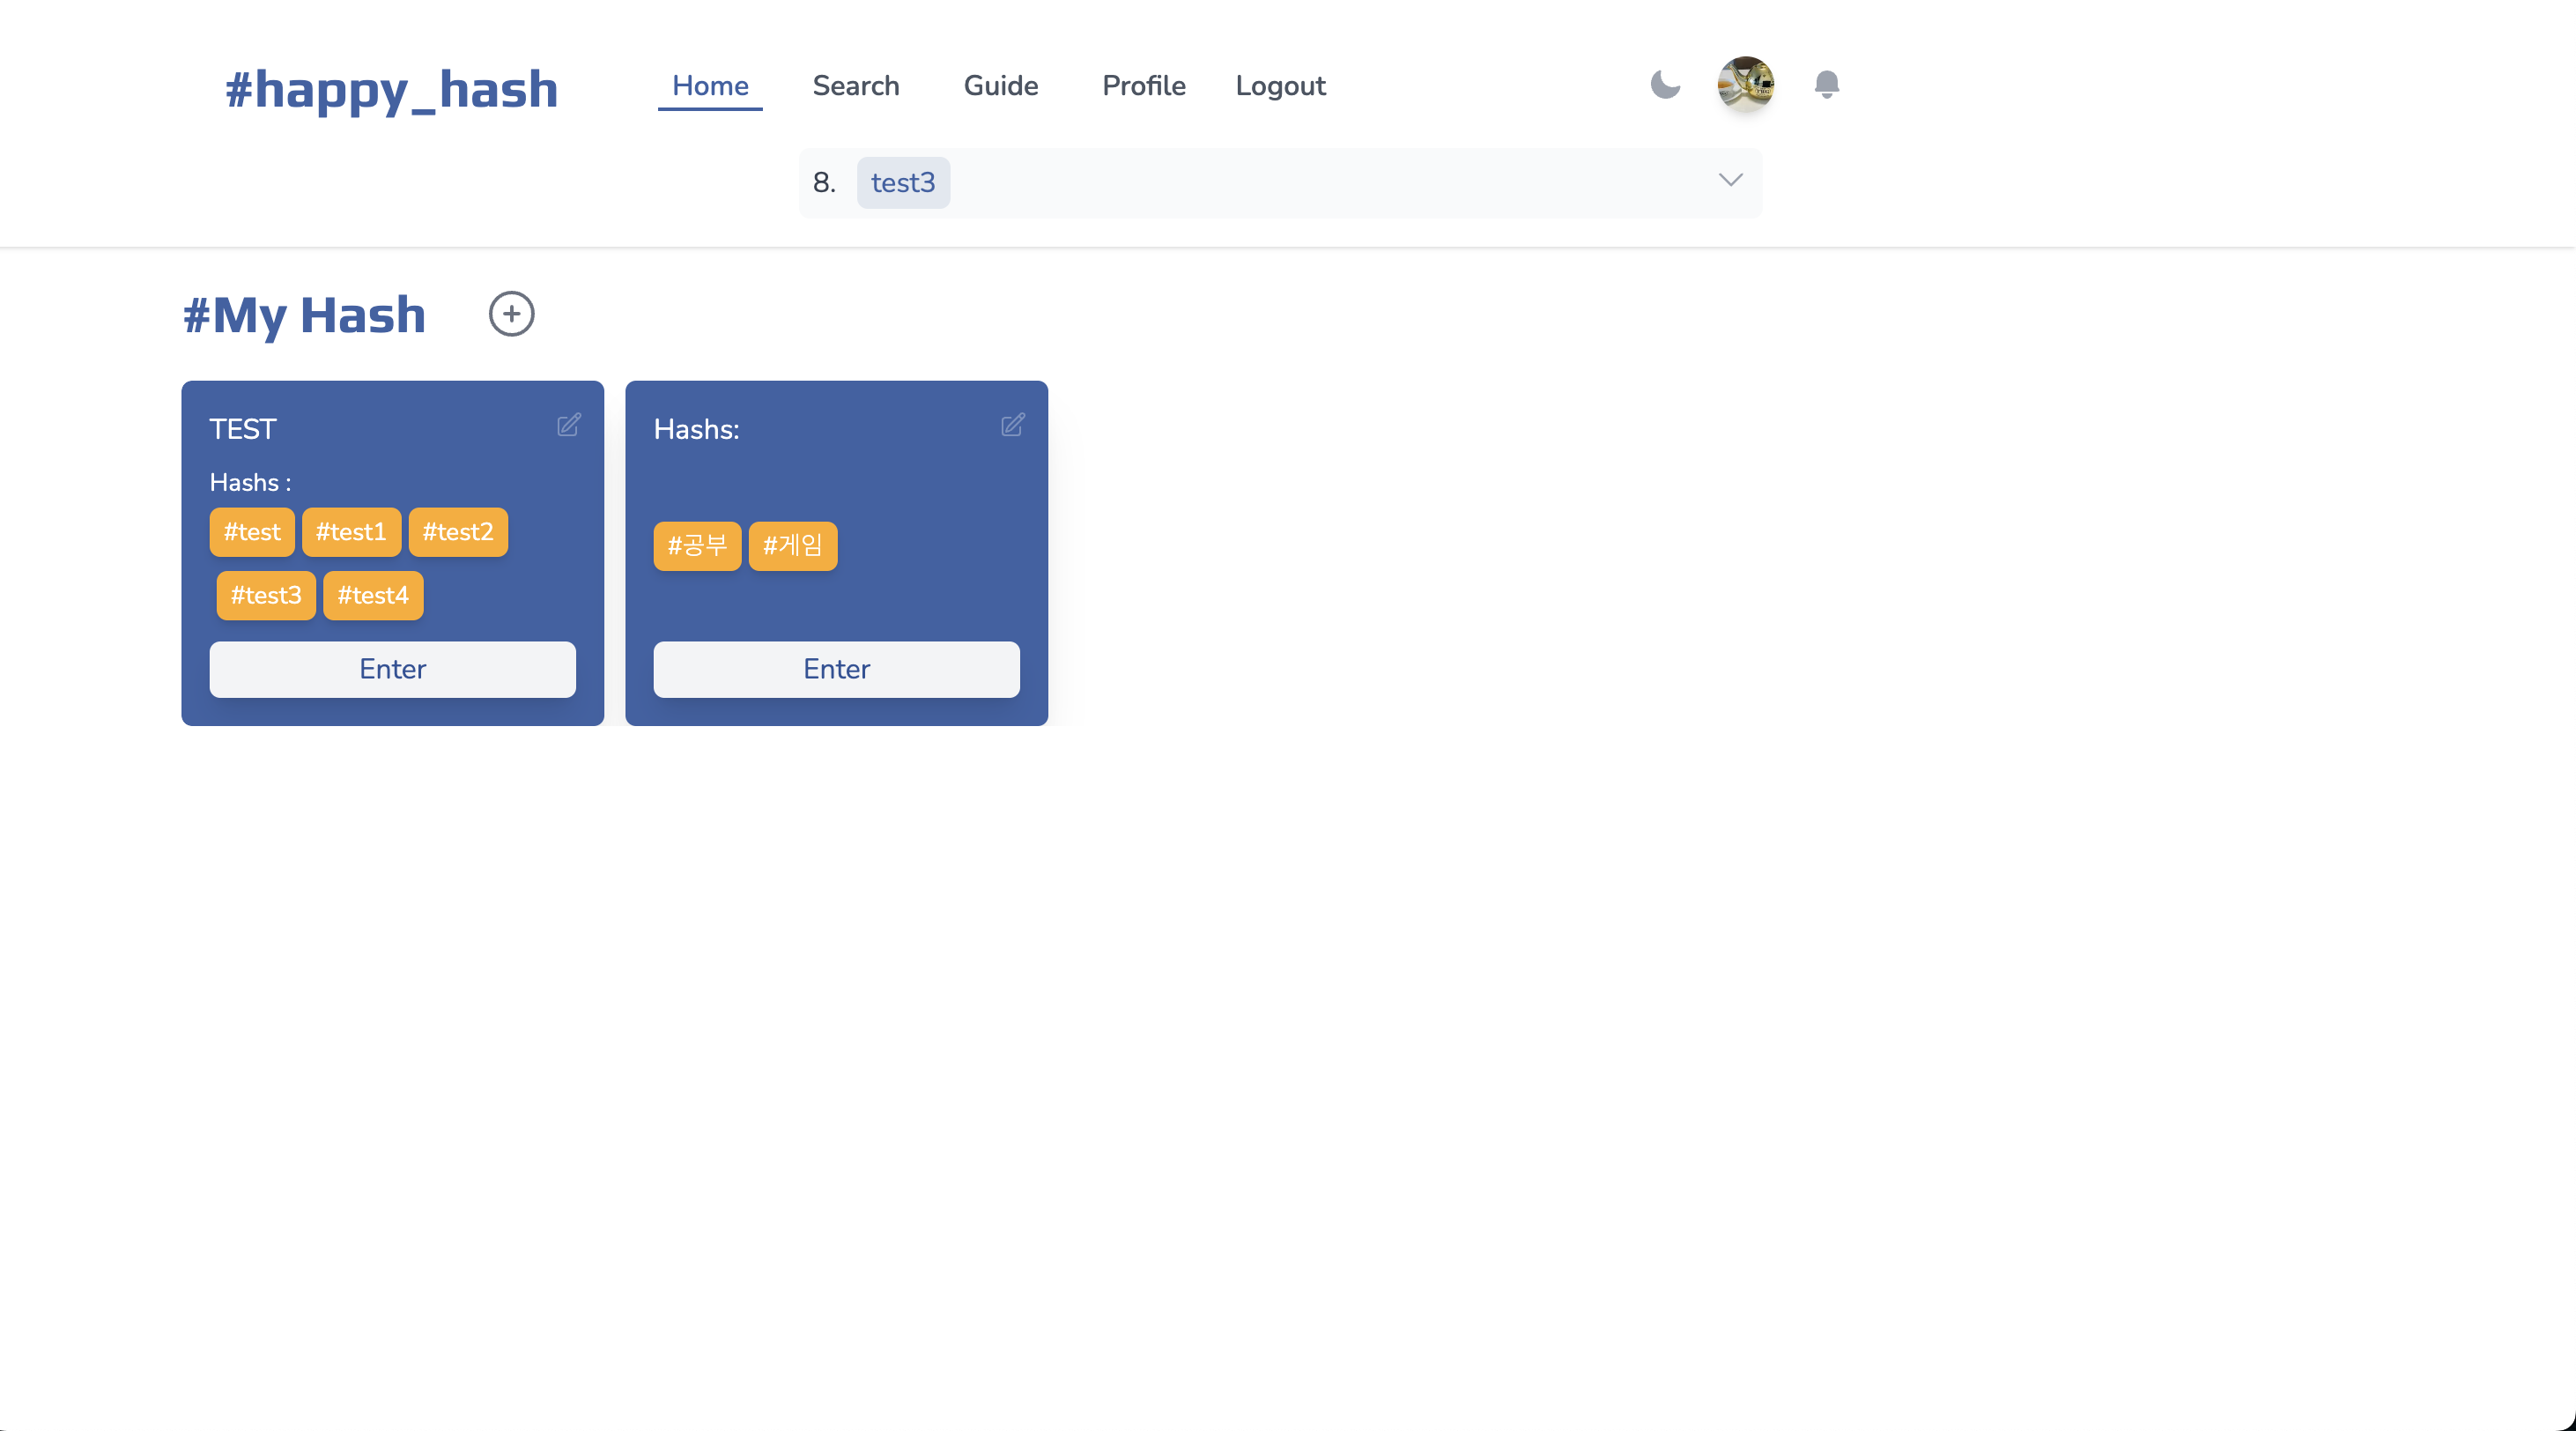 #happy_hash Home Search Guide Profile Logout
8. test3
#My Hash
TEST
Hashs :
#test #test1 #test2
#test3 #test4
Enter
Hashs:
#공부 #게임
Enter